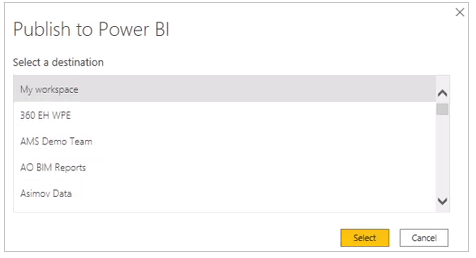 Publish to Power BI
Select a destination
My workspace
360 EH WPE
AMS Demo Team
AO BIM Reports
Asimov Data
Select Cancel